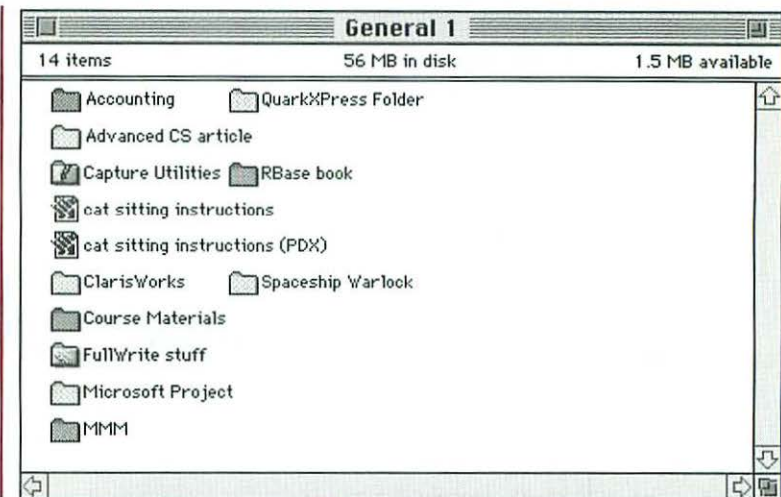 General 1
14 items 56 MB in disk 1.5 MB available
Accounting QuarkXPress Folder
Advanced CS article
Capture Utilities RBase book
cat sitting instructions
cat sitting instructions (PDX)
ClarisWorks Spaceship Warlock
Course Materials
FullWrite stuff
Microsoft Project
MMM